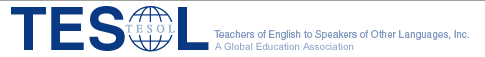 TESOL
TESOL
Teachers of English to Speakers of Other Languages, Inc.
A Global Education Association